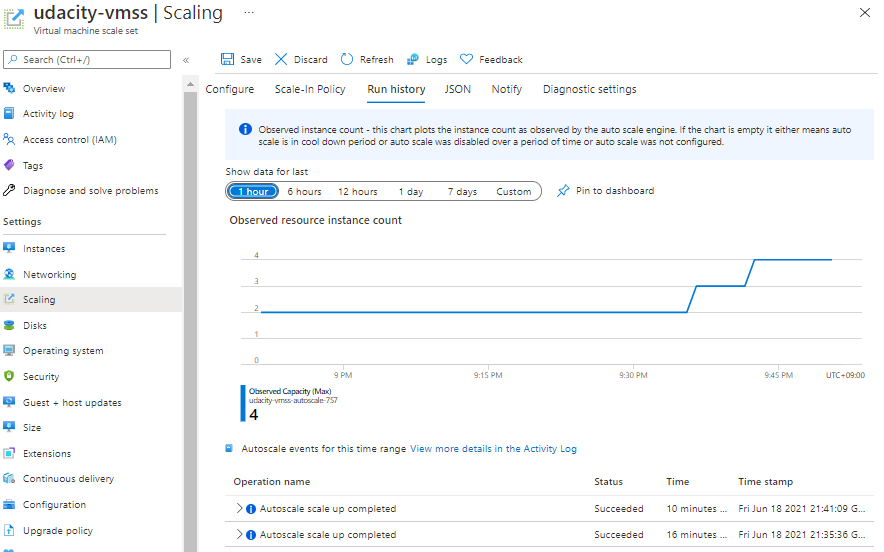 udacity-vmss | Scaling ...
Virtual machine scale set
Search (Ctrl+/)
«
Save Discard Refresh Logs Feedback
Overview
Activity log
Access control (IAM)
Tags
Diagnose and solve problems
Settings
Instances
Networking
Scaling
Disks
Operating system
Security
Guest + host updates
Size
Extensions
Continuous delivery
Configuration
Upgrade policy
Configure Scale-In Policy Run history JSON Notify Diagnostic settings
Observed instance count - this chart plots the instance count as observed by the auto scale engine. If the chart is empty it either means auto
scale is in cool down period or auto scale was disabled over a period of time or auto scale was not configured.
Show data for last
1 hour 6 hours 12 hours 1 day 7 days Custom Pin to dashboard
Observed resource instance count
4
3
2
1
0
9 PM 9:15 PM 9:30 PM 9:45 PM UTC+09:00
Observed Capacity (Max)
udacity-vmss-autoscale-757
4
Autoscale events for this time range View more details in the Activity Log
Operation name Status Time Time stamp
Autoscale scale up completed Succeeded 10 minutes ... Fri Jun 18 2021 21:41:09 G...
Autoscale scale up completed Succeeded 16 minutes ... Fri Jun 18 2021 21:35:36 G...